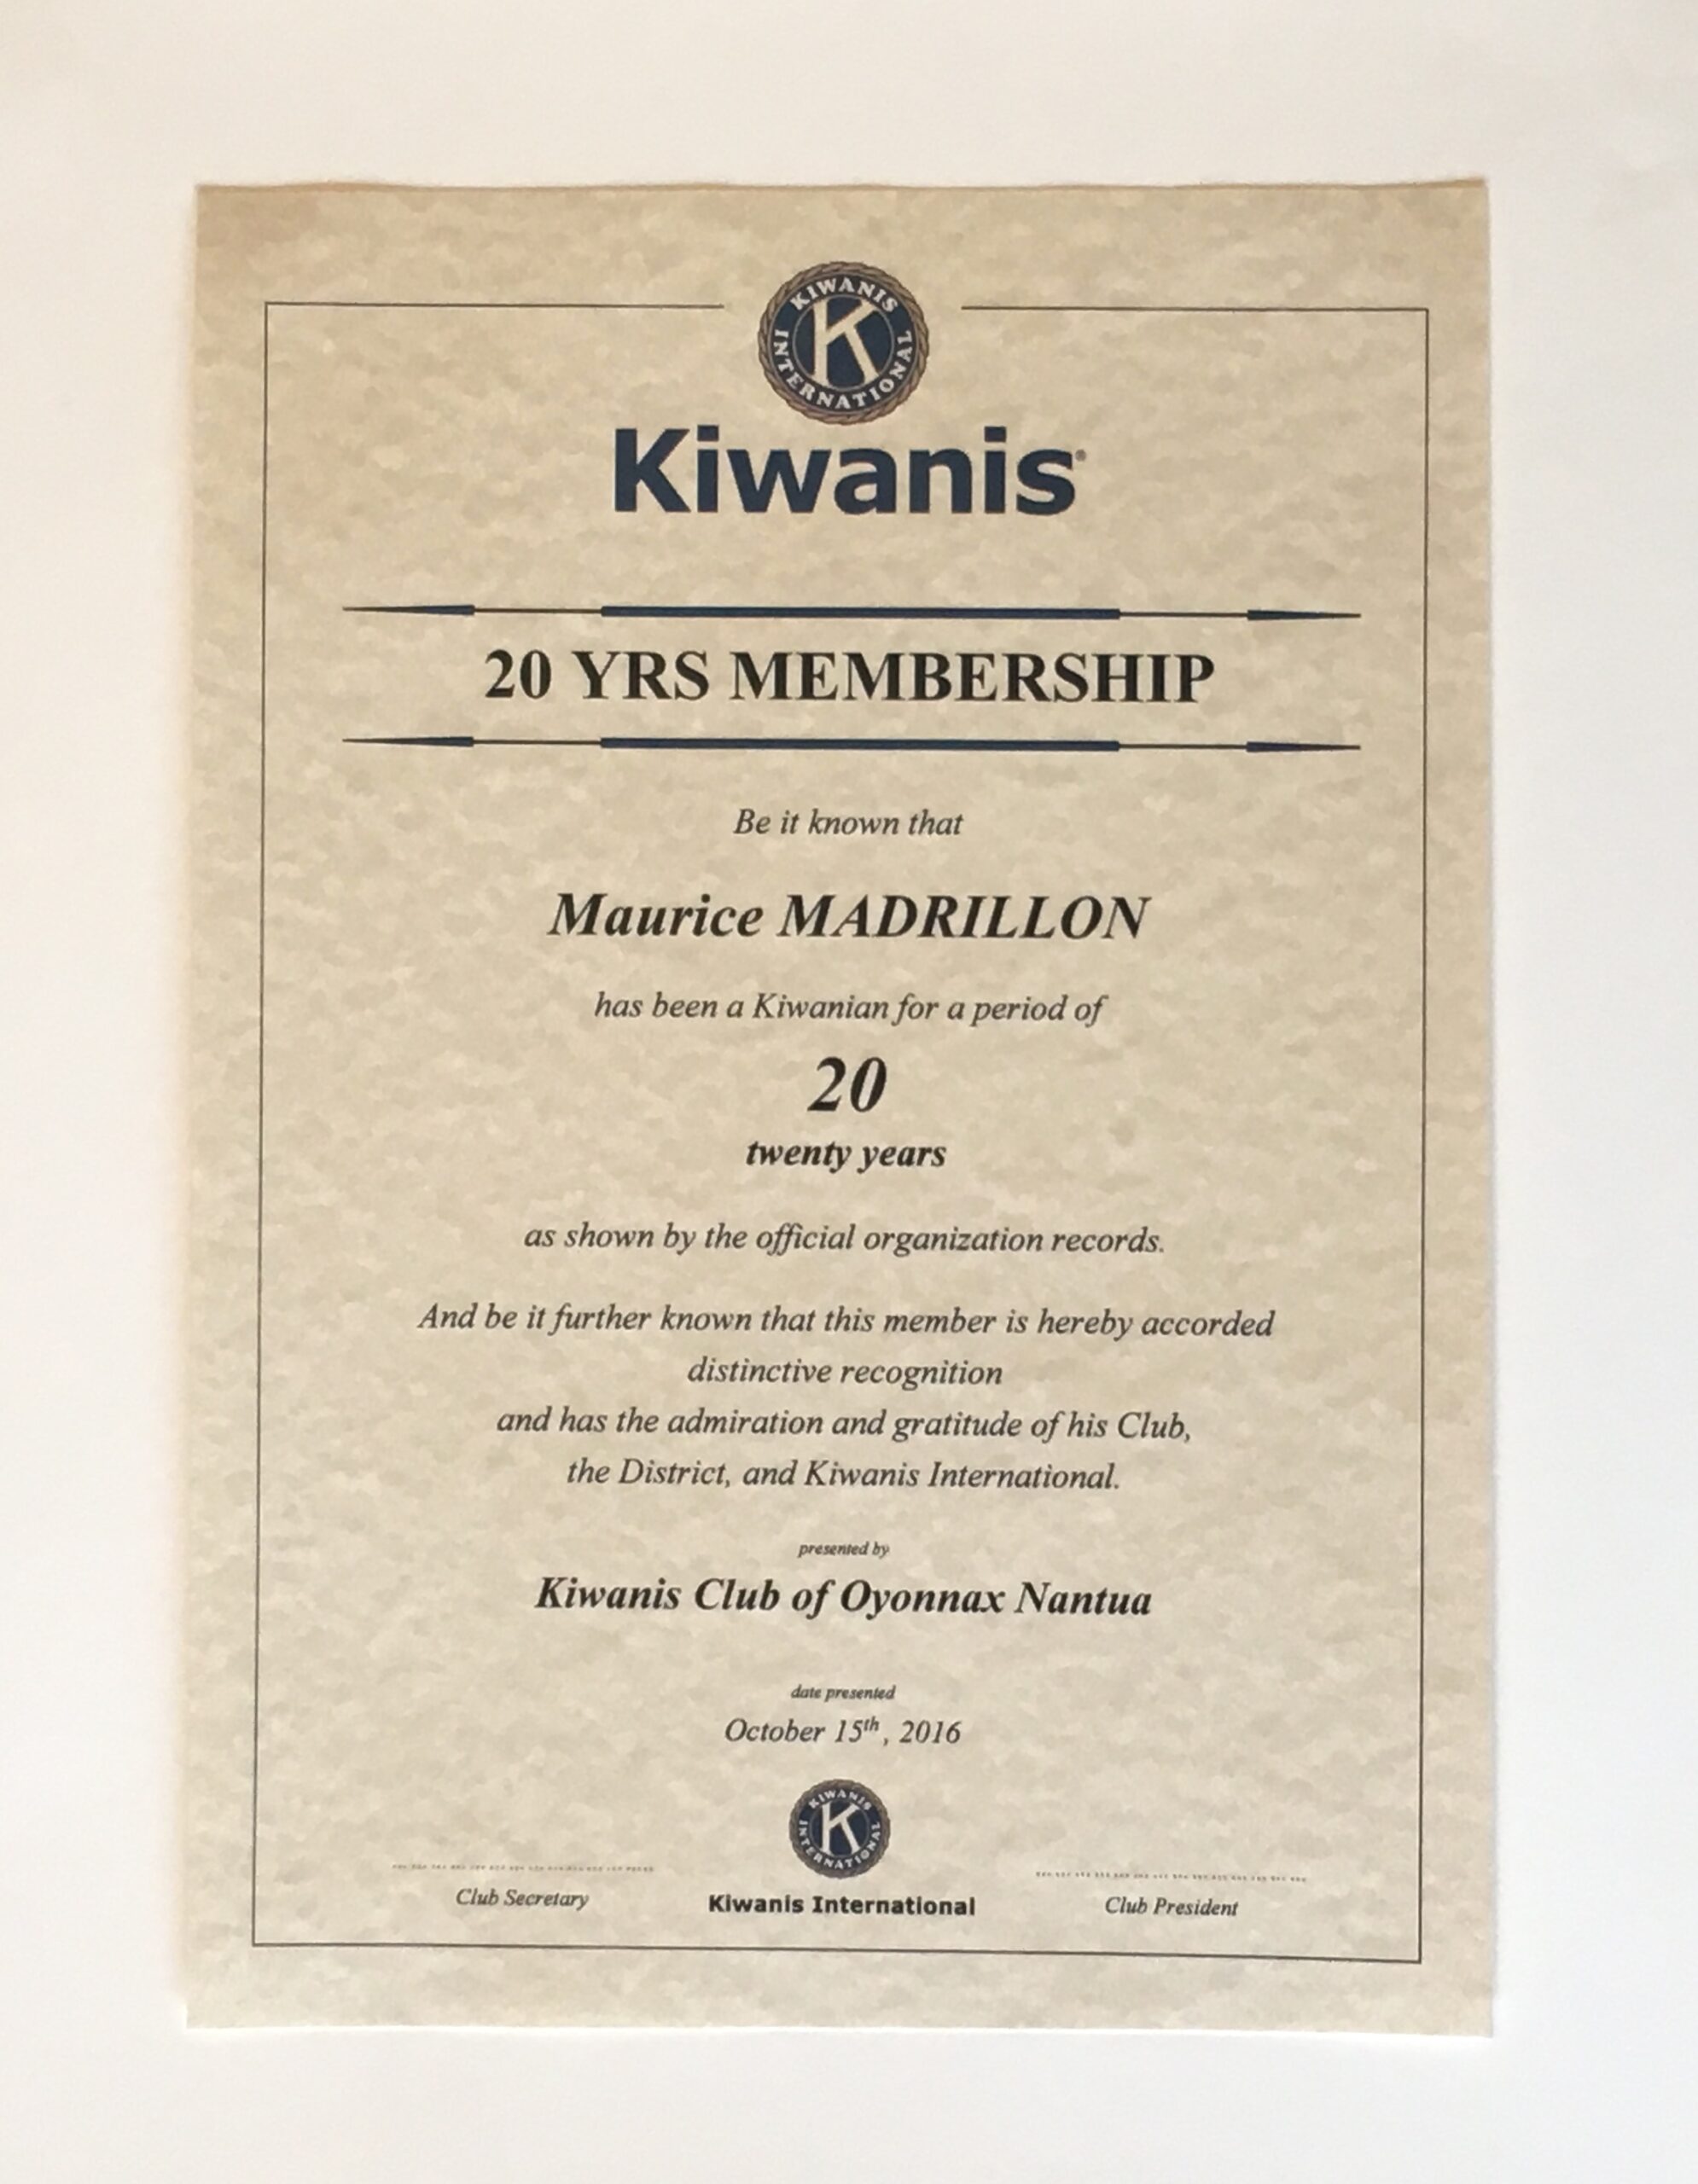 KIWANIS
K
INTERNATIONAL
Kiwanis®
20 YRS MEMBERSHIP
Be it known that
Maurice MADRILLON
has been a Kiwanian for a period of
20
twenty years
as shown by the official organization records.
And be it further known that this member is hereby accorded
distinctive recognition
and has the admiration and gratitude of his Club,
the District, and Kiwanis International.
presented by
Kiwanis Club of Oyonnax Nantua
date presented
October 15th, 2016
KIWANIS
K
INTERNATIONAL
Club Secretary
Kiwanis International
Club President